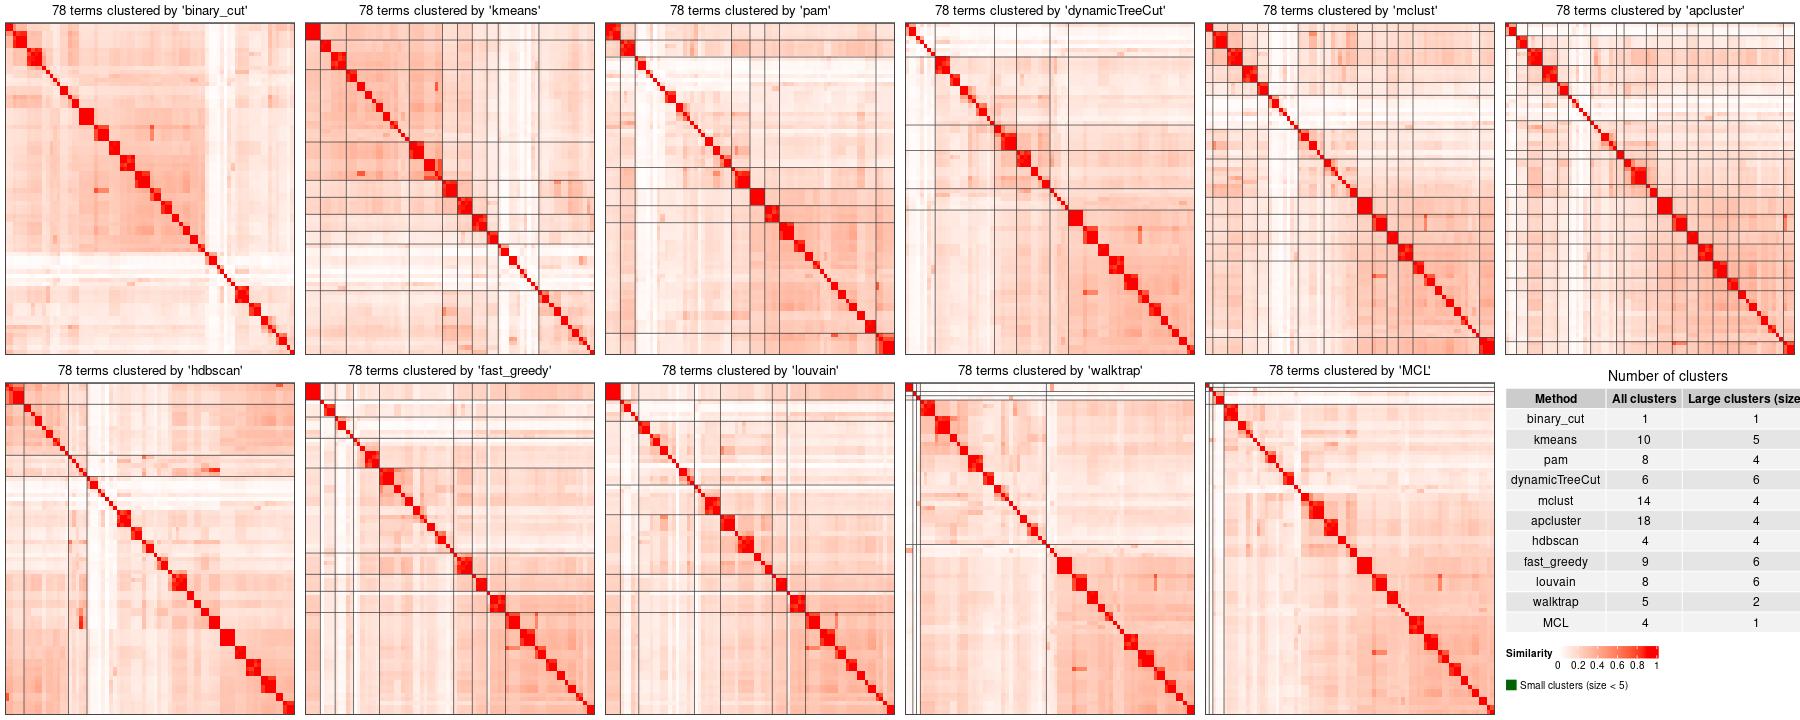 78 terms clustered by 'binary_cut'
78 terms clustered by 'kmeans'
78 terms clustered by 'pam'
78 terms clustered by 'dynamicTreeCut'
78 terms clustered by 'mclust'
78 terms clustered by 'apcluster'
78 terms clustered by 'hdbscan'
78 terms clustered by 'fast_greedy'
78 terms clustered by 'louvain'
78 terms clustered by 'walktrap'
78 terms clustered by 'MCL'
Number of clusters
Method All clusters Large clusters (size
binary_cut 1 1
kmeans 10 5
pam 8 4
dynamicTreeCut 6 6
mclust 14 4
apcluster 18 4
hdbscan 4 4
fast_greedy 9 6
louvain 8 6
walktrap 5 2
MCL 4 1
Similarity
0 0.2 0.4 0.6 0.8 1
Small clusters (size < 5)